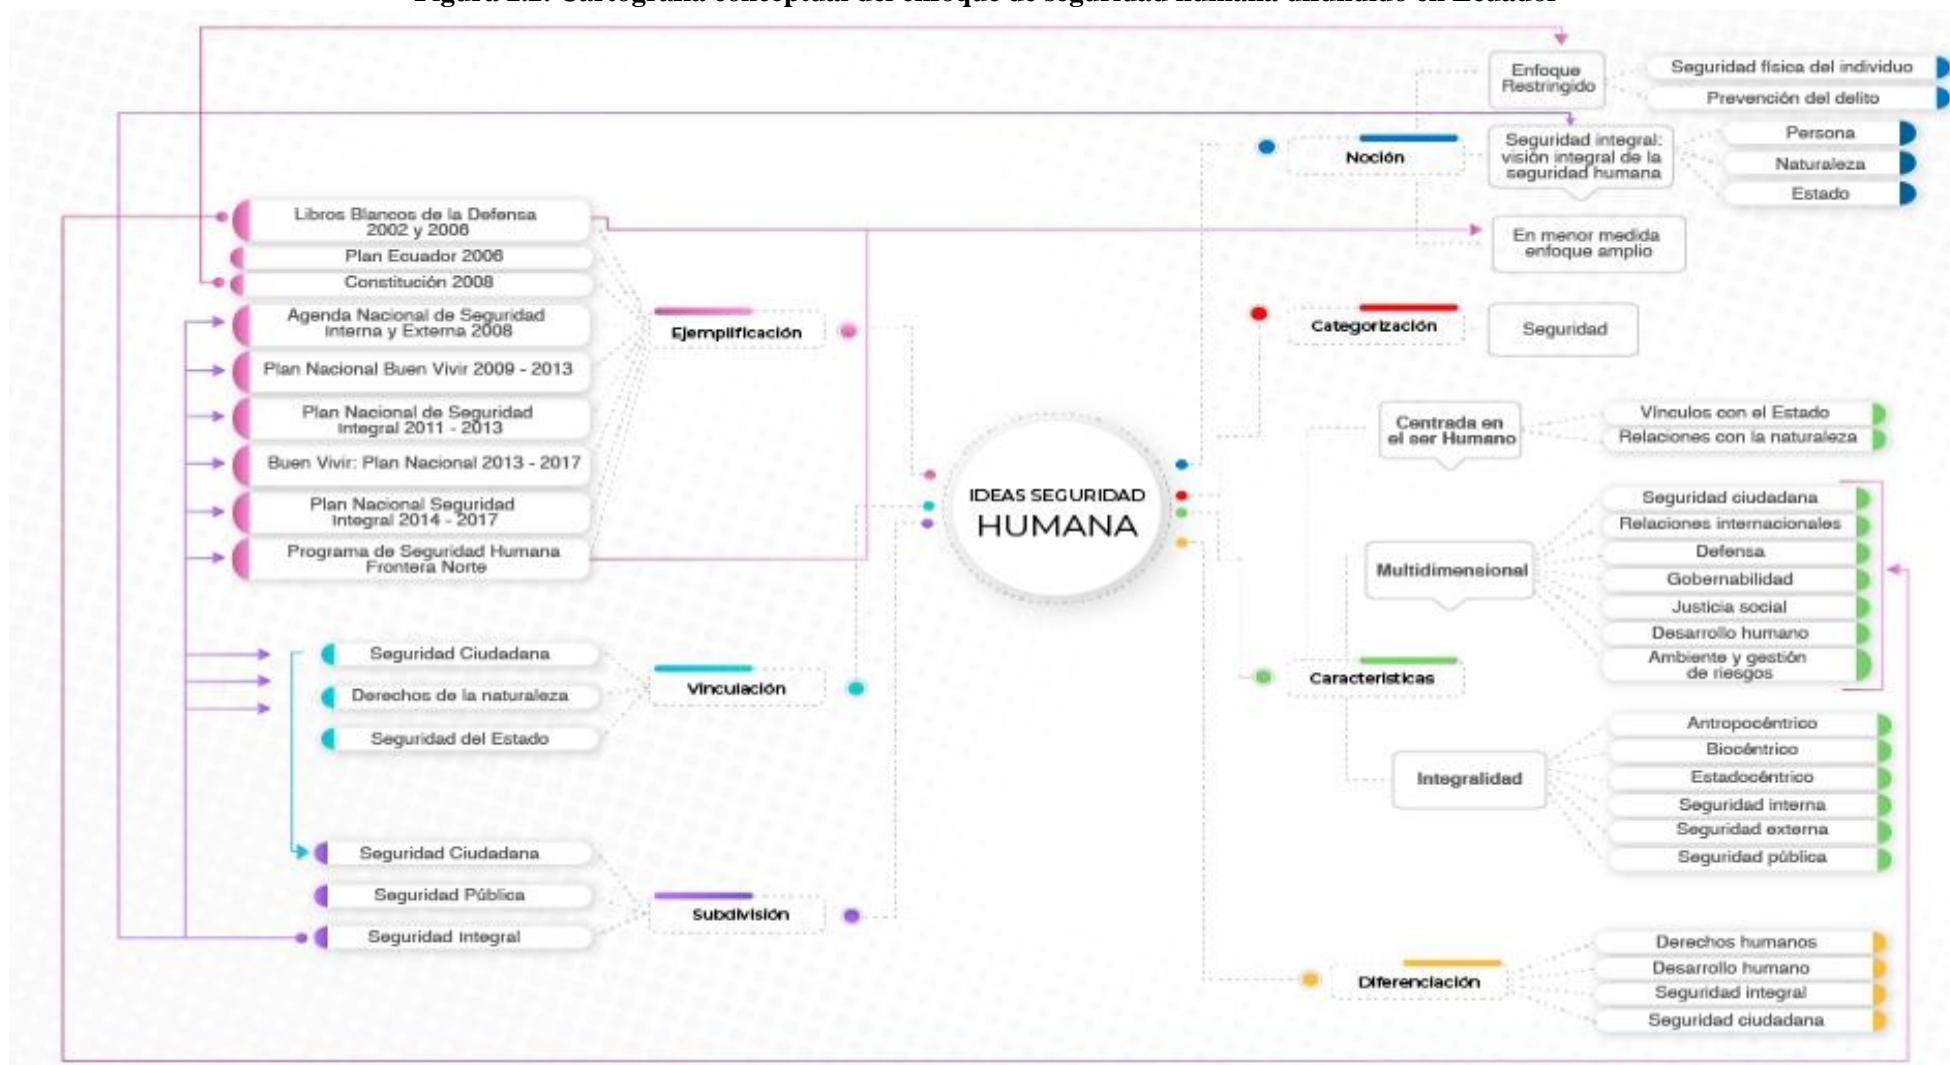 Enfoque
Restringido
Seguridad física del individuo
Prevención del delito
Noción
Seguridad integral:
visión integral de la
seguridad humana
Persona
Naturaleza
Estado
En menor medida
enfoque amplio
Libros Blancos de la Defensa
2002 y 2006
Plan Ecuador 2006
Constitución 2008
Agenda Nacional de Seguridad
Interna y Externa 2008
Plan Nacional Buen Vivir 2009 - 2013
Plan Nacional de Seguridad
Integral 2011 - 2013
Buen Vivir: Plan Nacional 2013 - 2017
Plan Nacional Seguridad
Integral 2014 - 2017
Programa de Seguridad Humana
Frontera Norte
Ejemplificación
Categorización
Seguridad
IDEAS SEGURIDAD
HUMANA
Centrada en
el ser Humano
Vínculos con el Estado
Relaciones con la naturaleza
Multidimensional
Seguridad ciudadana
Relaciones internacionales
Defensa
Gobernabilidad
Justicia social
Desarrollo humano
Ambiente y gestión
de riesgos
Características
Integralidad
Antropocéntrico
Biocéntrico
Estadocéntrico
Seguridad interna
Seguridad externa
Seguridad pública
Seguridad Ciudadana
Derechos de la naturaleza
Seguridad del Estado
Vinculación
Seguridad Ciudadana
Seguridad Pública
Seguridad Integral
Subdivisión
Diferenciación
Derechos humanos
Desarrollo humano
Seguridad integral
Seguridad ciudadana